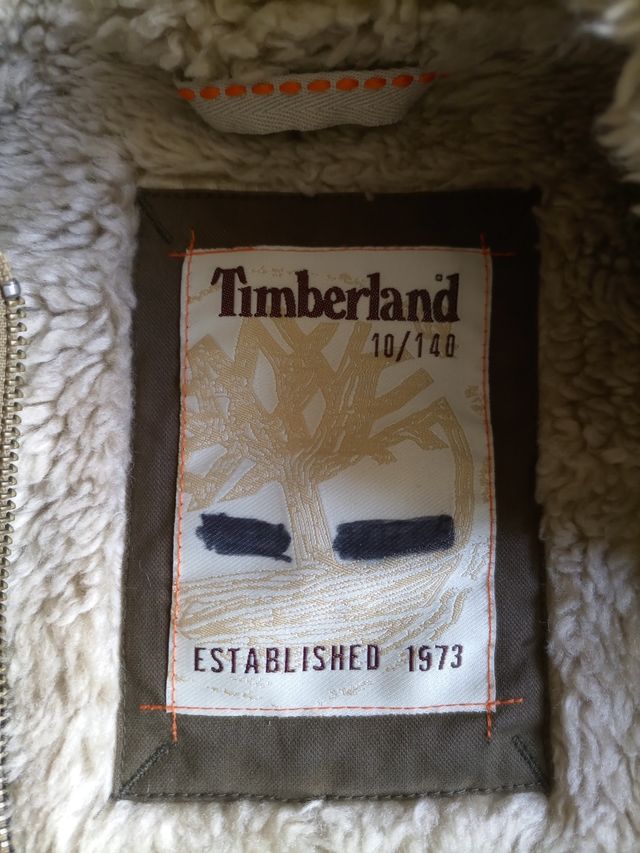 Timberland
10/140
ESTABLISHED 1973